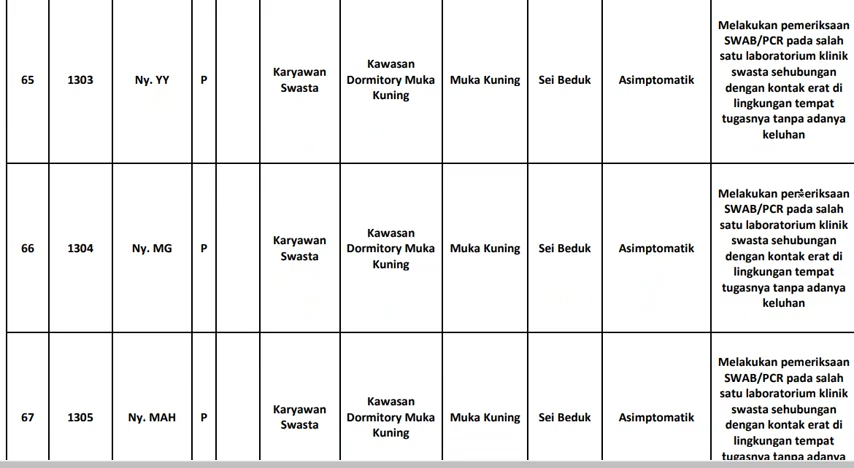 65 1303 Ny. YY P Karyawan Swasta Kawasan Dormitory Muka Kuning Muka Kuning Sei Beduk Asimptomatik Melakukan pemeriksaan SWAB/PCR pada salah satu laboratorium klinik swasta sehubungan dengan kontak erat di lingkungan tempat tugasnya tanpa adanya keluhan
66 1304 Ny. MG P Karyawan Swasta Kawasan Dormitory Muka Kuning Muka Kuning Sei Beduk Asimptomatik Melakukan pemeriksaan SWAB/PCR pada salah satu laboratorium klinik swasta sehubungan dengan kontak erat di lingkungan tempat tugasnya tanpa adanya keluhan
67 1305 Ny. MAH P Karyawan Swasta Kawasan Dormitory Muka Kuning Muka Kuning Sei Beduk Asimptomatik Melakukan pemeriksaan SWAB/PCR pada salah satu laboratorium klinik swasta sehubungan dengan kontak erat di lingkungan tempat tugasnya tanpa adanya